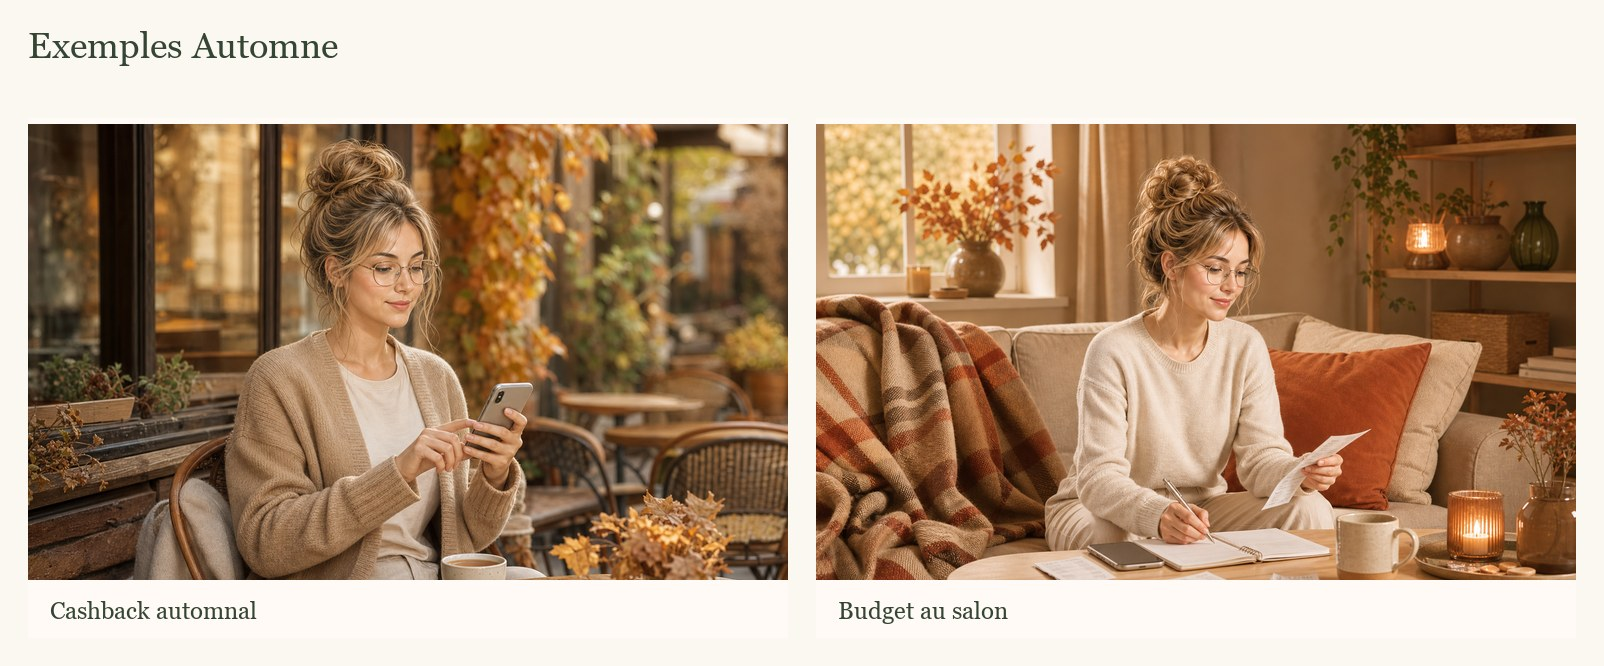 Exemples Automne
Cashback automnal
Budget au salon